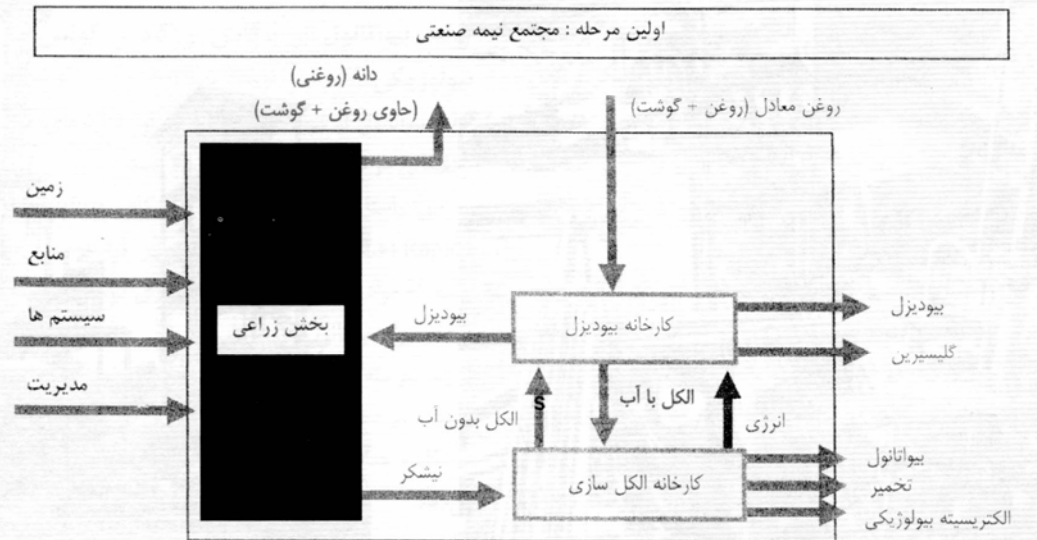 اولین مرحله : مجتمع نیمه صنعتی
دانه (روغنی)
(حاوی روغن + گوشت)
روغن معادل (روغن + گوشت)
زمین
منابع
سیستم ها
مدیریت
بخش زراعی
بیودیزل
کارخانه بیودیزل
بیودیزل
گلیسیرین
الکل بدون آب
S
الکل با آب
انرژی
نیشکر
کارخانه الکل سازی
بیواتانول
تخمیر
الکتریسیته بیولوژیکی